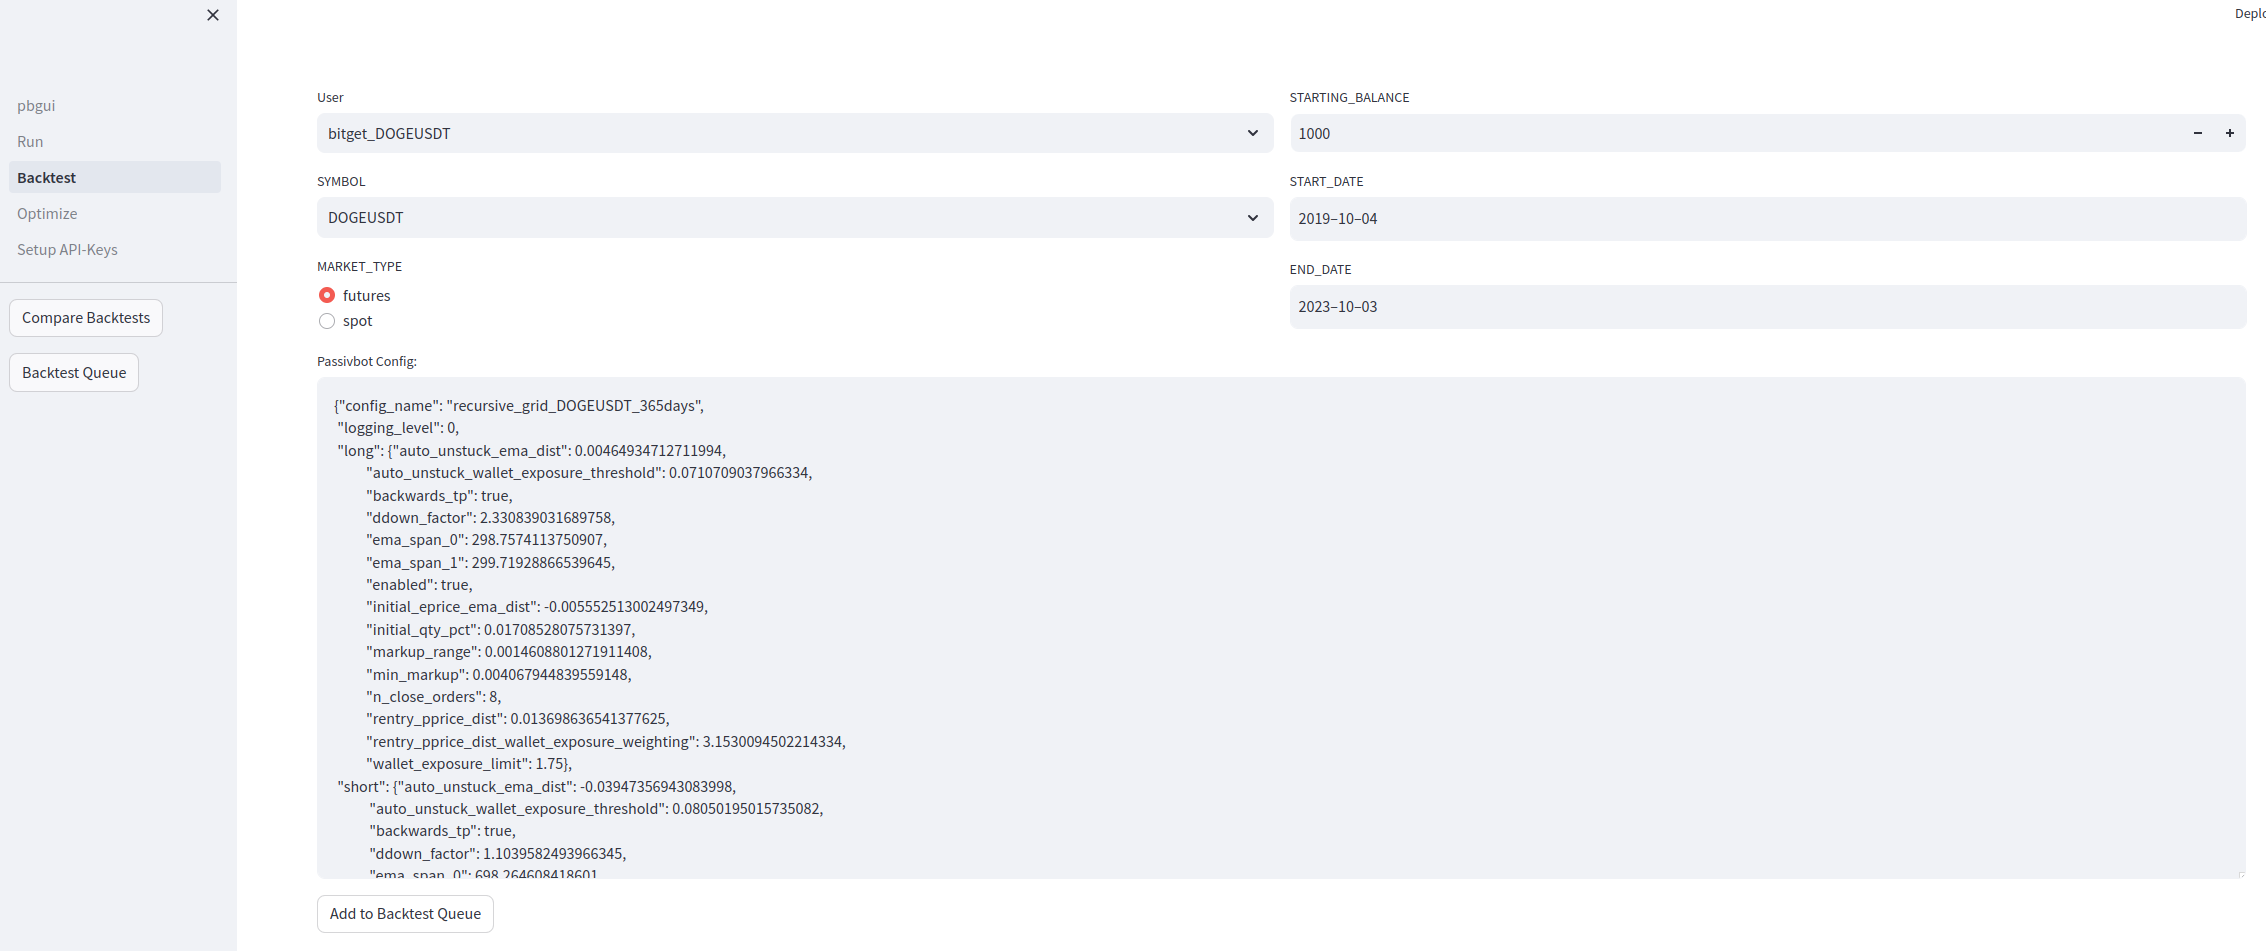 Deplo
pbgui
Run
Backtest
Optimize
Setup API-Keys
Compare Backtests
Backtest Queue
User
bitget_DOGEUSDT
STARTING_BALANCE
1000
SYMBOL
DOGEUSDT
START_DATE
2019-10-04
MARKET_TYPE
futures
spot
END_DATE
2023-10-03
Passivbot Config:
{"config_name": "recursive_grid_DOGEUSDT_365days",
"logging_level": 0,
"long": {"auto_unstuck_ema_dist": 0.00464934712711994,
"auto_unstuck_wallet_exposure_threshold": 0.0710709037966334,
"backwards_tp": true,
"ddown_factor": 2.330839031689758,
"ema_span_0": 298.7574113750907,
"ema_span_1": 299.71928866539645,
"enabled": true,
"initial_eprice_ema_dist": -0.005552513002497349,
"initial_qty_pct": 0.01708528075731397,
"markup_range": 0.0014608801271911408,
"min_markup": 0.004067944839559148,
"n_close_orders": 8,
"rentry_pprice_dist": 0.013698636541377625,
"rentry_pprice_dist_wallet_exposure_weighting": 3.1530094502214334,
"wallet_exposure_limit": 1.75},
"short": {"auto_unstuck_ema_dist": -0.03947356943083998,
"auto_unstuck_wallet_exposure_threshold": 0.08050195015735082,
"backwards_tp": true,
"ddown_factor": 1.1039582493966345,
"ema_span_0": 698.264608418601
Add to Backtest Queue